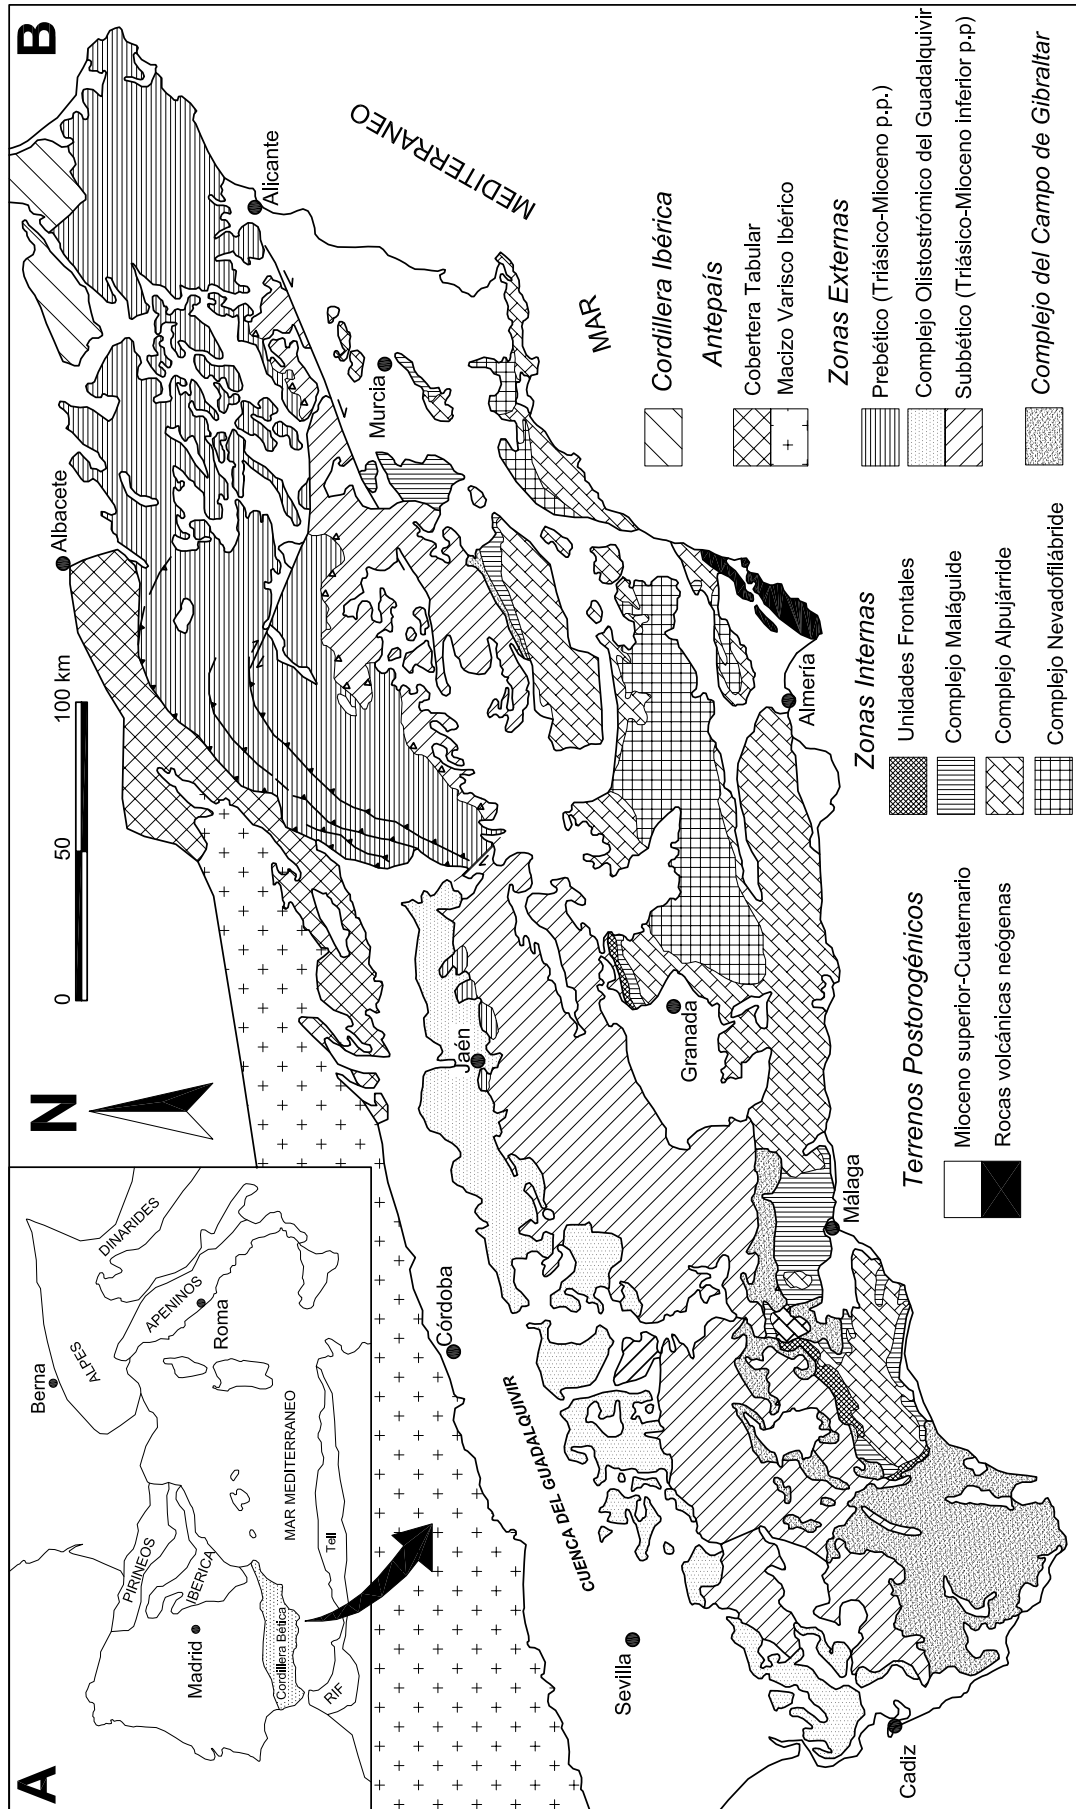 A
Berna
ALPES
DINARIDES
APENINOS
Roma
PIRINEOS
IBERICA
Madrid
MAR MEDITERRANEO
Cordillera Bética
Tell
RIF
B
N
0
50
100 km
Albacete
Alicante
Murcia
MAR
MEDITERRANEO
Córdoba
Jaén
CUENCA DEL GUADALQUIVIR
Sevilla
Granada
Almería
Málaga
Cadiz
Terrenos Postorogénicos
Mioceno superior-Cuaternario
Rocas volcánicas neógenas
Zonas Internas
Unidades Frontales
Complejo Maláguide
Complejo Alpujárride
Complejo Nevadofilábride
Cordillera Ibérica
Antepaís
Cobertera Tabular
Macizo Varisco Ibérico
Zonas Externas
Prebético (Triásico-Mioceno p.p.)
Complejo Olistostrómico del Guadalquivir
Subbético (Triásico-Mioceno inferior p.p)
Complejo del Campo de Gibraltar